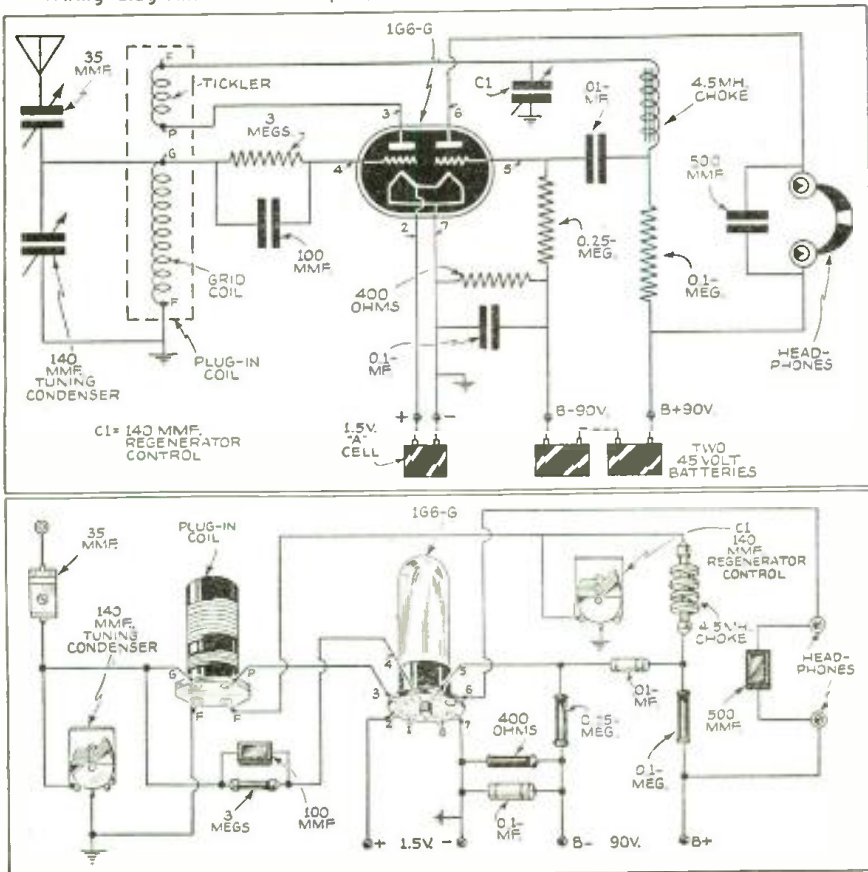 1G6-G
35
MMF.
F
TICKLER
P
3
MEGS.
G
3
6
4
5
2
7
C1
.01-
MF.
4.5MH.
CHOKE
500
MMF.
100
MMF.
GRID
COIL
F
PLUG-IN
COIL
140
MMF.
TUNING
CONDENSER
400
OHMS
0.1-
MF.
0.25-
MEG.
0.1-
MEG.
HEAD-
PHONES
C1= 140 MMF.
REGENERATOR
CONTROL
+ -
1.5V.
"A"
CELL
B-90V.
B+90V.
TWO
45 VOLT
BATTERIES
35
MMF.
PLUG-IN
COIL
1G6-G
C1
140
MMF.
REGENERATOR
CONTROL
140
MMF.
TUNING
CONDENSER
G
P
F F
4
5
3
6
2
1
8
7
4.5MH.
CHOKE
HEAD-
PHONES
500
MMF.
.01-
MF.
400
OHMS
0.25-
MEG.
0.1-
MEG.
100
MMF
3
MEGS
0.1-
MF.
+ 1.5V. -
B- 90V.
B+